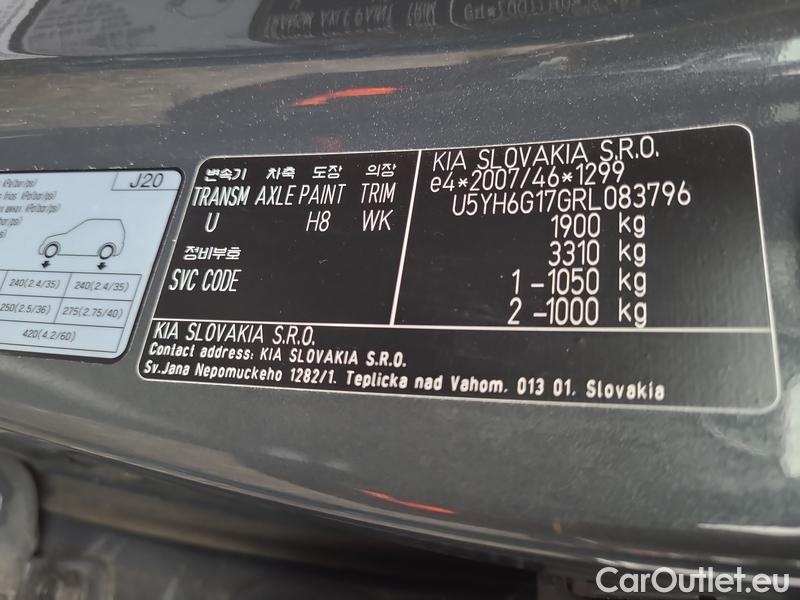 J20
240(2.4/35) 240(2.4/35)
250(2.5/36) 275(2.75/40)
420(4.2/60)
변속기 차축 도장 의장
TRANSM AXLE PAINT TRIM
U H8 WK
정비부호
SVC CODE
KIA SLOVAKIA S.R.O.
e4*2007/46*1299
U5YH6G17GRL083796
1900 kg
3310 kg
1 -1050 kg
2 -1000 kg
KIA SLOVAKIA S.R.O.
Contact address: KIA SLOVAKIA S.R.O.
Sv.Jana Nepomuckeho 1282/1. Teplicka nad Vahom. 013 01. Slovakia
CarOutlet.eu